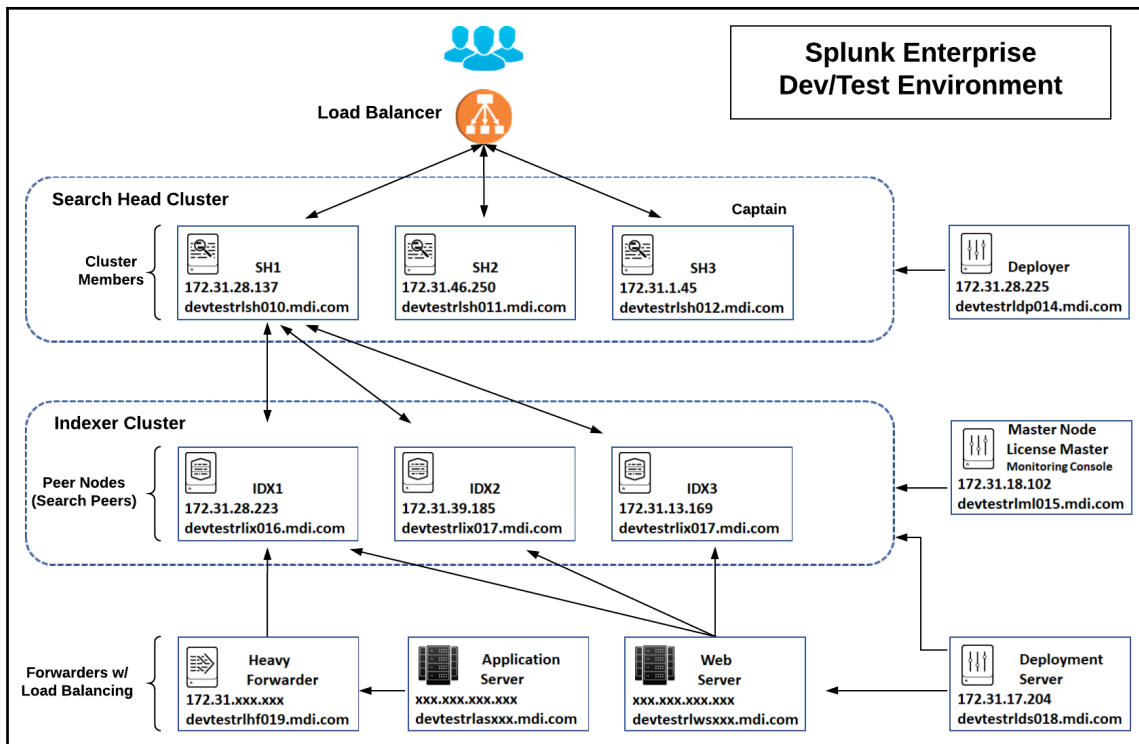 Splunk Enterprise
Dev/Test Environment
Load Balancer
Search Head Cluster
Captain
Cluster
Members
SH1
172.31.28.137
devtestrlsh010.mdi.com
SH2
172.31.46.250
devtestrlsh011.mdi.com
SH3
172.31.1.45
devtestrlsh012.mdi.com
Deployer
172.31.28.225
devtestrldp014.mdi.com
Indexer Cluster
Peer Nodes
(Search Peers)
IDX1
172.31.28.223
devtestrlix016.mdi.com
IDX2
172.31.39.185
devtestrlix017.mdi.com
IDX3
172.31.13.169
devtestrlix017.mdi.com
Master Node
License Master
Monitoring Console
172.31.18.102
devtestrlml015.mdi.com
Forwarders w/
Load Balancing
Heavy
Forwarder
172.31.xxx.xxx
devtestrlhf019.mdi.com
Application
Server
xxx.xxx.xxx.xxx
devtestrlasxxx.mdi.com
Web
Server
xxx.xxx.xxx.xxx
devtestrlwsxxx.mdi.com
Deployment
Server
172.31.17.204
devtestrlds018.mdi.com